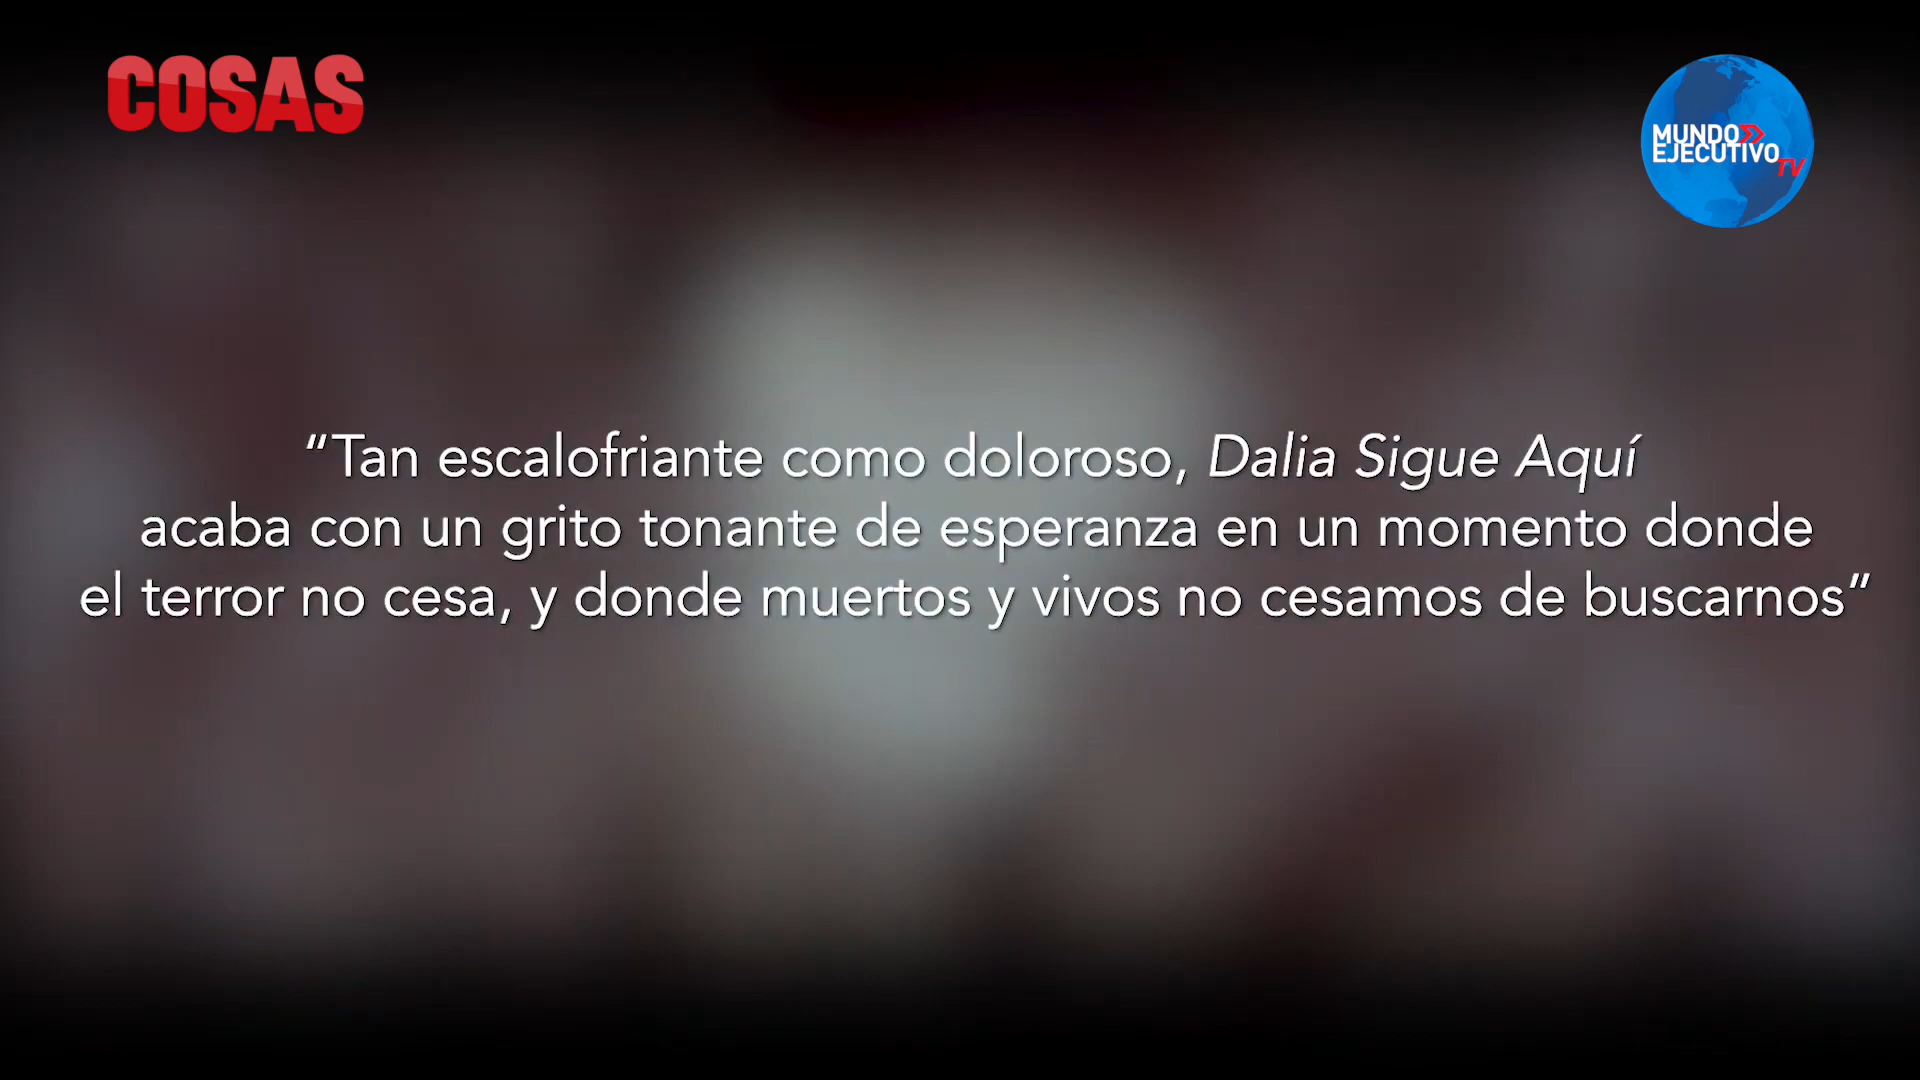 COSAS
MUNDO
EJECUTIVO
TV
“Tan escalofriante como doloroso, Dalia Sigue Aquí
acaba con un grito tonante de esperanza en un momento donde
el terror no cesa, y donde muertos y vivos no cesamos de buscarnos”